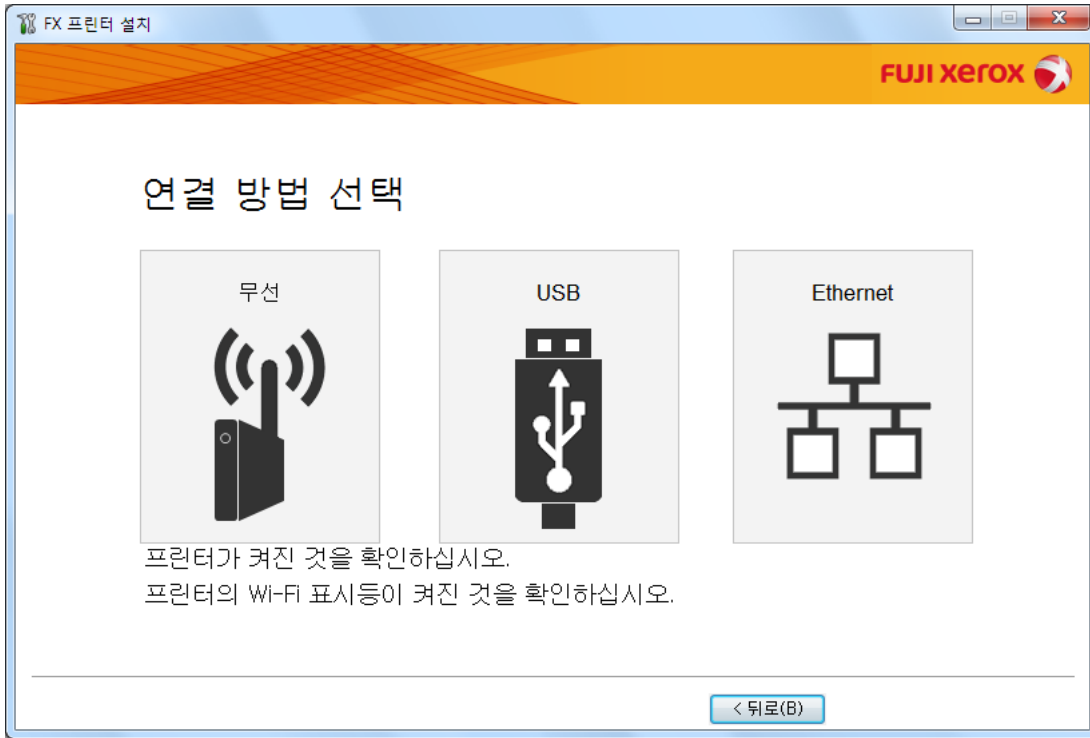 FX 프린터 설치
FUJI xerox
연결 방법 선택
무선
USB
Ethernet
프린터가 켜진 것을 확인하십시오.
프린터의 Wi-Fi 표시등이 켜진 것을 확인하십시오.
< 뒤로(B)